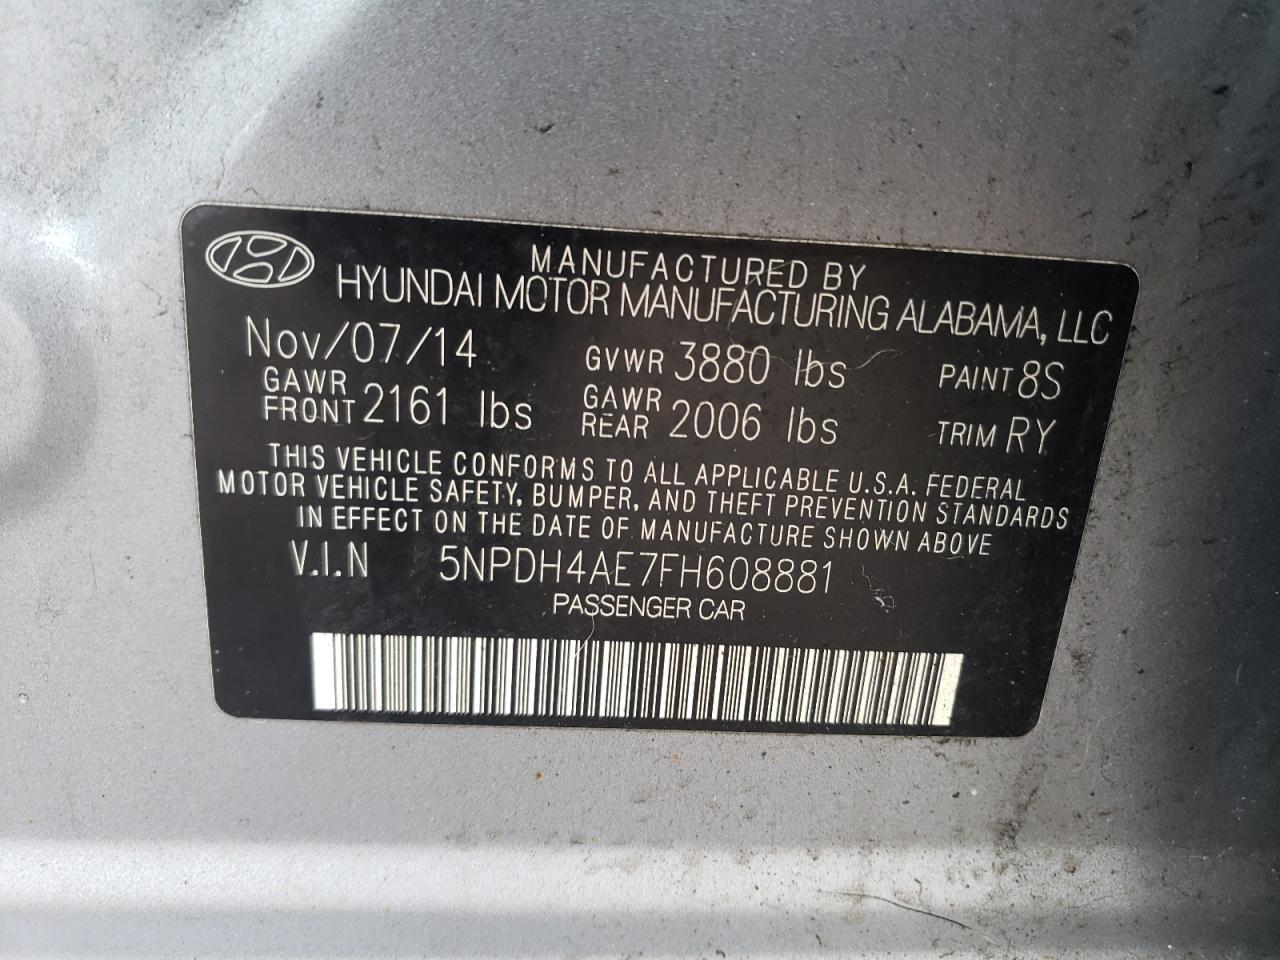 MANUFACTURED BY
HYUNDAI MOTOR MANUFACTURING ALABAMA, LLC
Nov/07/14 GVWR 3880 lbs PAINT 8S
GAWR FRONT 2161 lbs GAWR REAR 2006 lbs TRIM RY
THIS VEHICLE CONFORMS TO ALL APPLICABLE U.S.A. FEDERAL
MOTOR VEHICLE SAFETY, BUMPER, AND THEFT PREVENTION STANDARDS
IN EFFECT ON THE DATE OF MANUFACTURE SHOWN ABOVE
V.I.N 5NPDH4AE7FH608881
PASSENGER CAR